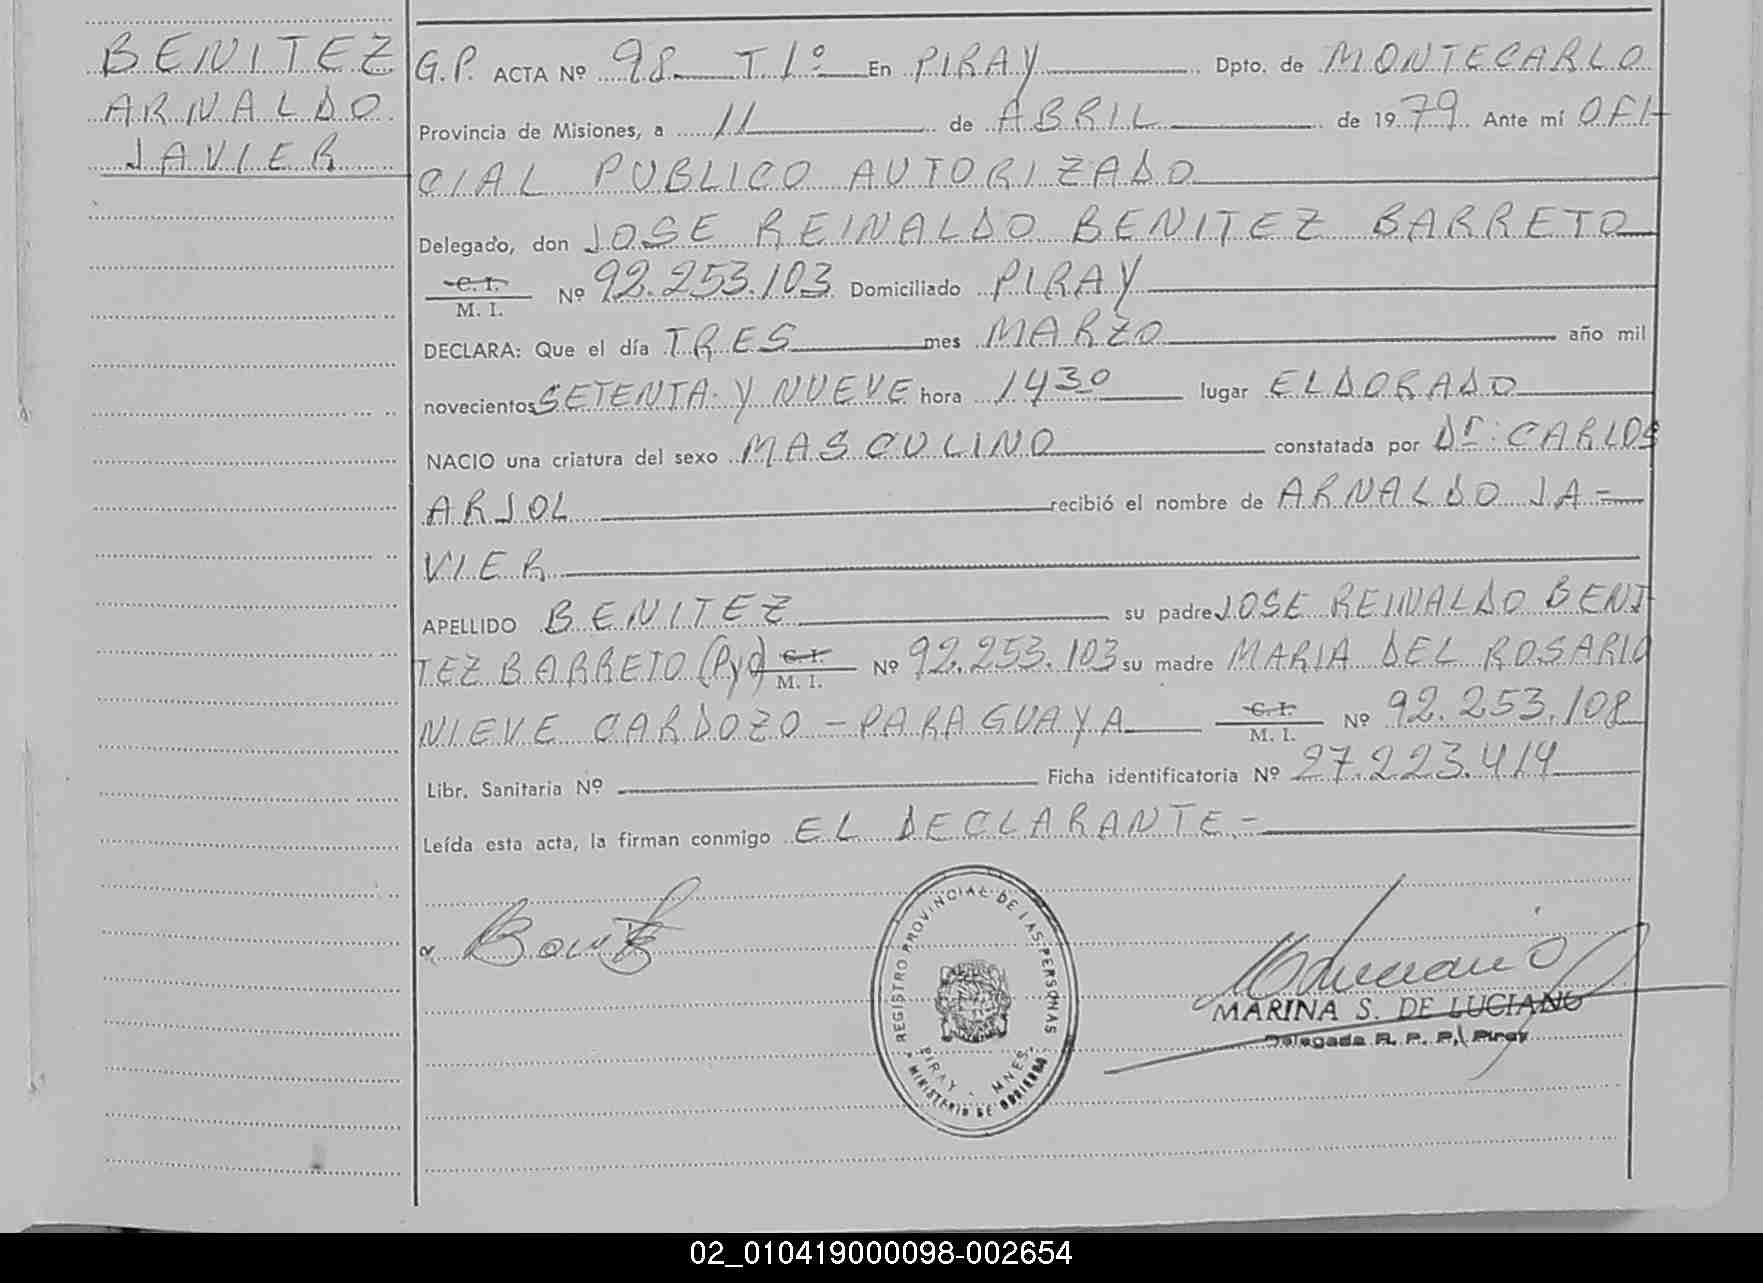 BENITEZ
ARNALDO
JAVIER
G.P. ACTA Nº 98 T.1º En PIRAY Dpto. de MONTECARLO
Provincia de Misiones, a 11 de ABRIL de 1979 Ante mí OFI-
CIAL PUBLICO AUTORIZADO
Delegado, don JOSE REINALDO BENITEZ BARRETO
C. I.
M. I. Nº 92.253.103 Domiciliado PIRAY
DECLARA: Que el día TRES mes MARZO año mil
novecientos SETENTA Y NUEVE hora 1430 lugar ELDORADO
NACIO una criatura del sexo MASCULINO constatada por Dr: CARLOS
ARJOL recibió el nombre de ARNALDO JA-
VIER
APELLIDO BENITEZ su padre JOSE REINALDO BENI
TEZ BARRETO (Pyo) C. I. M. I. Nº 92.253.103 su madre MARIA DEL ROSARIO
NIEVE CARDOZO - PARAGUAYA C. I. M. I. Nº 92.253.108
Libr. Sanitaria Nº Ficha identificatoria Nº 27.223.414
Leída esta acta, la firman conmigo EL DECLARANTE.-
REGISTRO PROVINCIAL DE LAS PERSONAS
PIRAY - MNES.
MINISTERIO DE GOBIERNO
MARINA S. DE LUCIANO
Delegada R. P. P. Piray
02_010419000098-002654